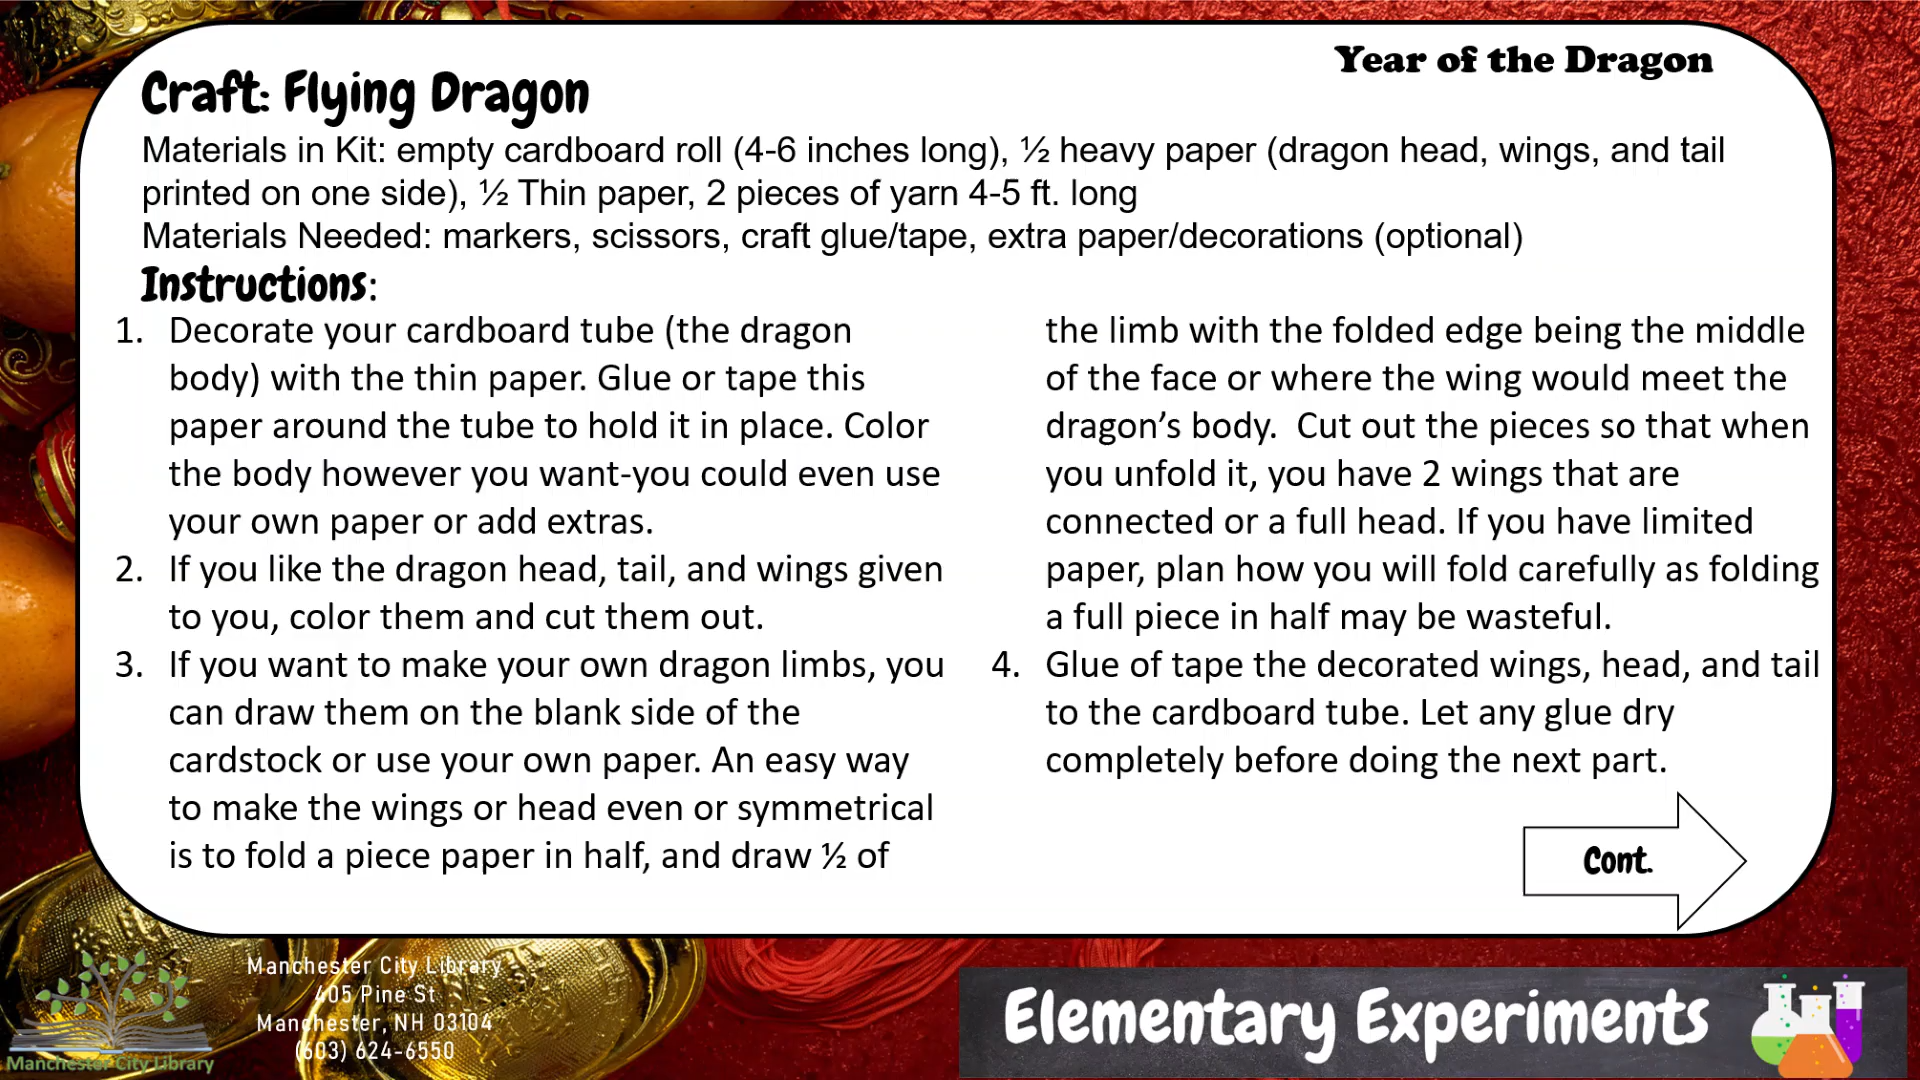 Year of the Dragon
Craft: Flying Dragon
Materials in Kit: empty cardboard roll (4-6 inches long), ½ heavy paper (dragon head, wings, and tail
printed on one side), ½ Thin paper, 2 pieces of yarn 4-5 ft. long
Materials Needed: markers, scissors, craft glue/tape, extra paper/decorations (optional)
Instructions:
1. Decorate your cardboard tube (the dragon
body) with the thin paper. Glue or tape this
paper around the tube to hold it in place. Color
the body however you want-you could even use
your own paper or add extras.
2. If you like the dragon head, tail, and wings given
to you, color them and cut them out.
3. If you want to make your own dragon limbs, you
can draw them on the blank side of the
cardstock or use your own paper. An easy way
to make the wings or head even or symmetrical
is to fold a piece paper in half, and draw ½ of
the limb with the folded edge being the middle
of the face or where the wing would meet the
dragon’s body.  Cut out the pieces so that when
you unfold it, you have 2 wings that are
connected or a full head. If you have limited
paper, plan how you will fold carefully as folding
a full piece in half may be wasteful.
4. Glue of tape the decorated wings, head, and tail
to the cardboard tube. Let any glue dry
completely before doing the next part.
Cont.
Manchester City Library
405 Pine St
Manchester, NH 03104
(603) 624-6550
Manchester City Library
Elementary Experiments